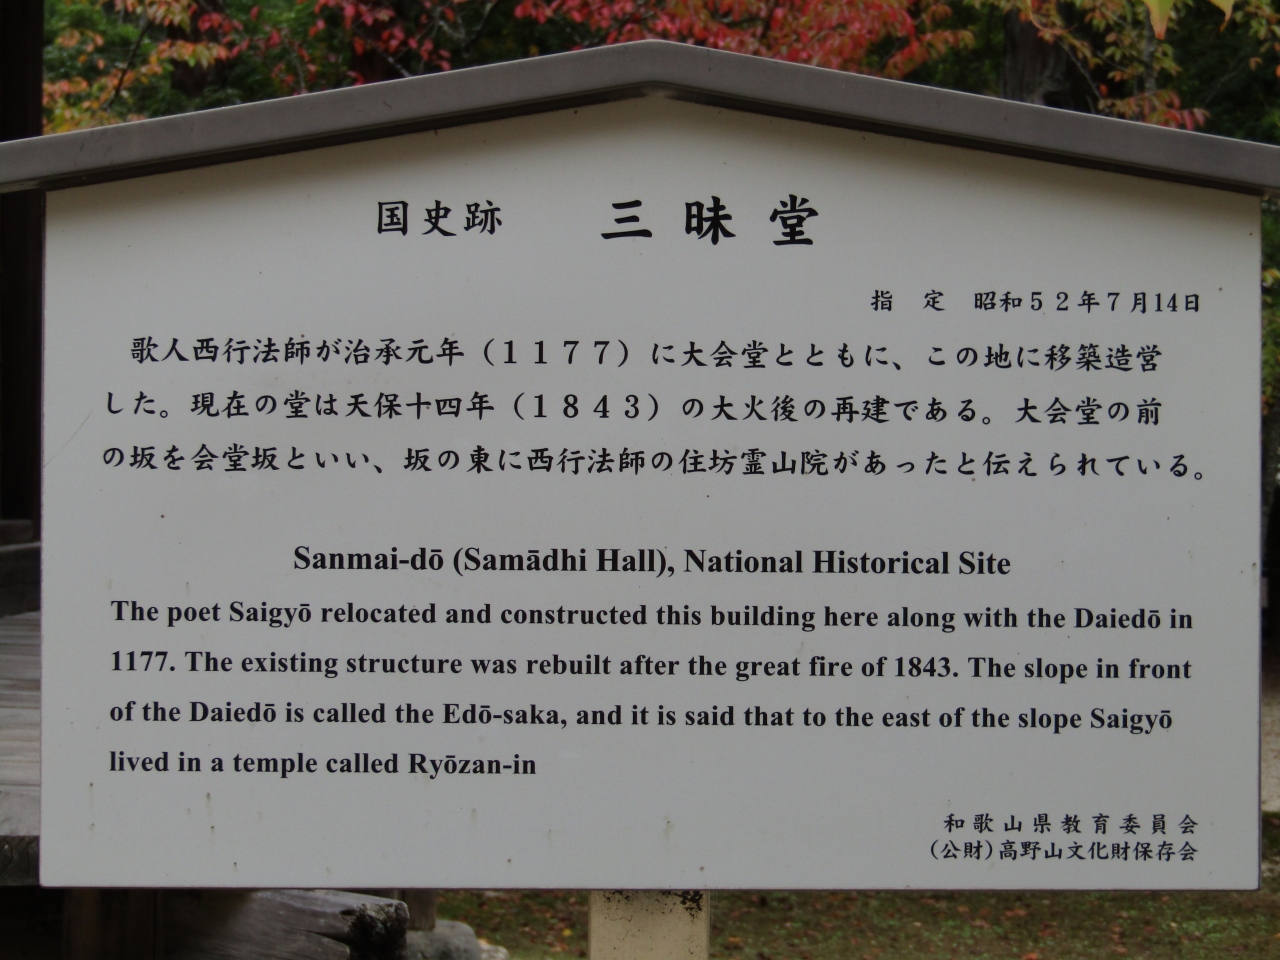 国史跡　三昧堂
指　定　昭和５２年７月14日
歌人西行法師が治承元年（１１７７）に大会堂とともに、この地に移築造営
した。現在の堂は天保十四年（１８４３）の大火後の再建である。大会堂の前
の坂を会堂坂といい、坂の東に西行法師の住坊霊山院があったと伝えられている。
Sanmai-dō (Samādhi Hall), National Historical Site
The poet Saigyō relocated and constructed this building here along with the Daiedō in
1177. The existing structure was rebuilt after the great fire of 1843. The slope in front
of the Daiedō is called the Edō-saka, and it is said that to the east of the slope Saigyō
lived in a temple called Ryōzan-in
和歌山県教育委員会
（公財）高野山文化財保存会